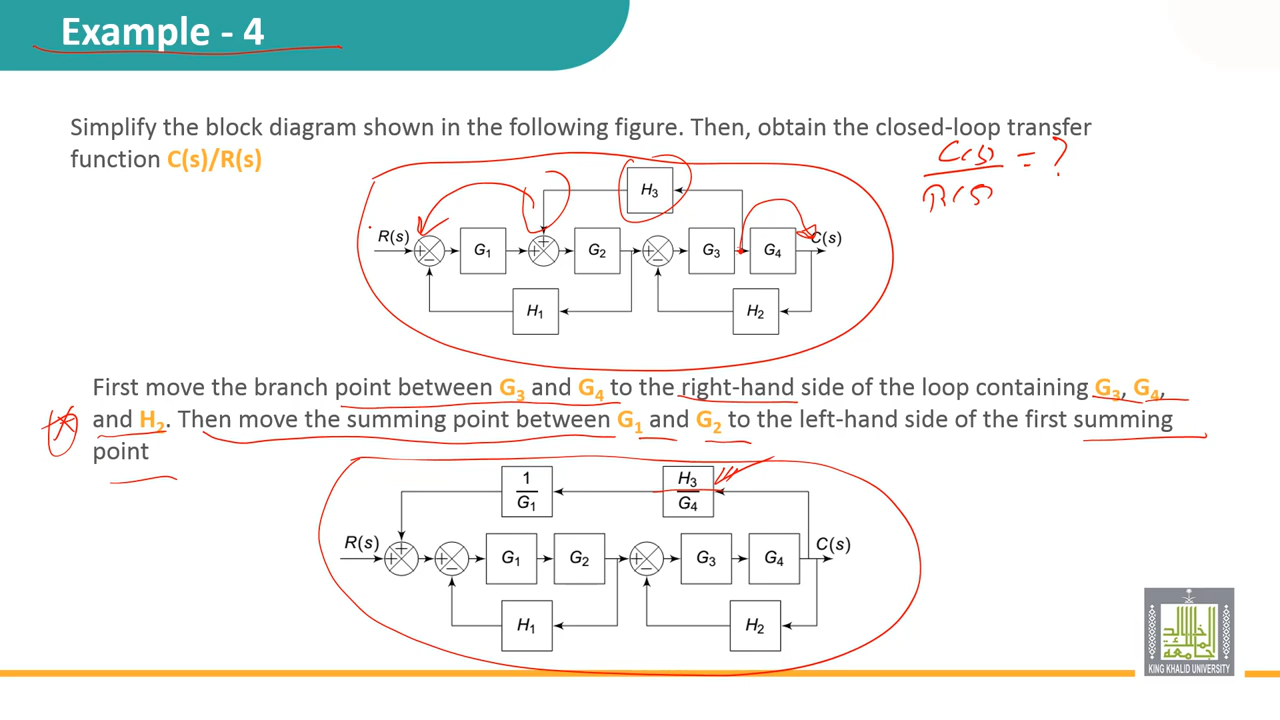 Example - 4
Simplify the block diagram shown in the following figure. Then, obtain the closed-loop transfer
function C(s)/R(s)
C(s)
R(s)
= ?
H3
R(s)
+
−
G1
+
+
G2
+
−
G3
G4
C(s)
H1
H2
First move the branch point between G3 and G4 to the right-hand side of the loop containing G3, G4,
and H2. Then move the summing point between G1 and G2 to the left-hand side of the first summing
point
1
G1
H3
G4
R(s)
+
+
+
−
G1
G2
+
−
G3
G4
C(s)
H1
H2
جامعة
الملك خالد
KING KHALID UNIVERSITY